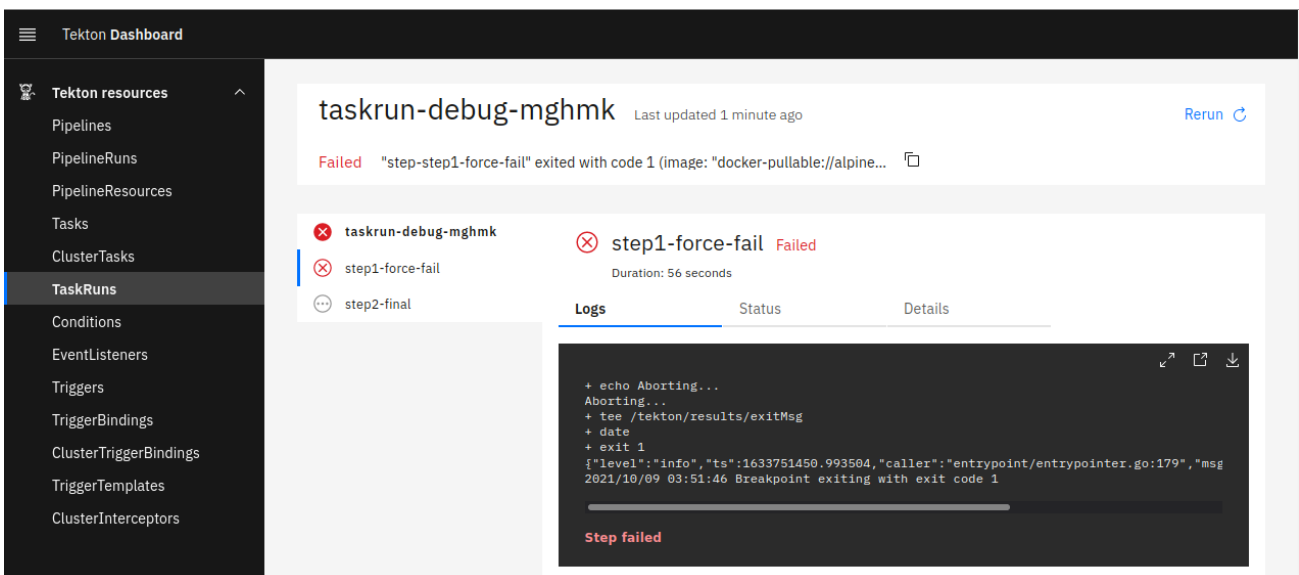 Tekton Dashboard
Tekton resources
Pipelines
PipelineRuns
PipelineResources
Tasks
ClusterTasks
TaskRuns
Conditions
EventListeners
Triggers
TriggerBindings
ClusterTriggerBindings
TriggerTemplates
ClusterInterceptors
taskrun-debug-mghmk Last updated 1 minute ago
Rerun
Failed "step-step1-force-fail" exited with code 1 (image: "docker-pullable://alpine...
taskrun-debug-mghmk
step1-force-fail
step2-final
step1-force-fail Failed
Duration: 56 seconds
Logs Status Details
+ echo Aborting...
Aborting...
+ tee /tekton/results/exitMsg
+ date
+ exit 1
{"level":"info","ts":1633751450.993504,"caller":"entrypoint/entrypointer.go:179","msg
2021/10/09 03:51:46 Breakpoint exiting with exit code 1
Step failed